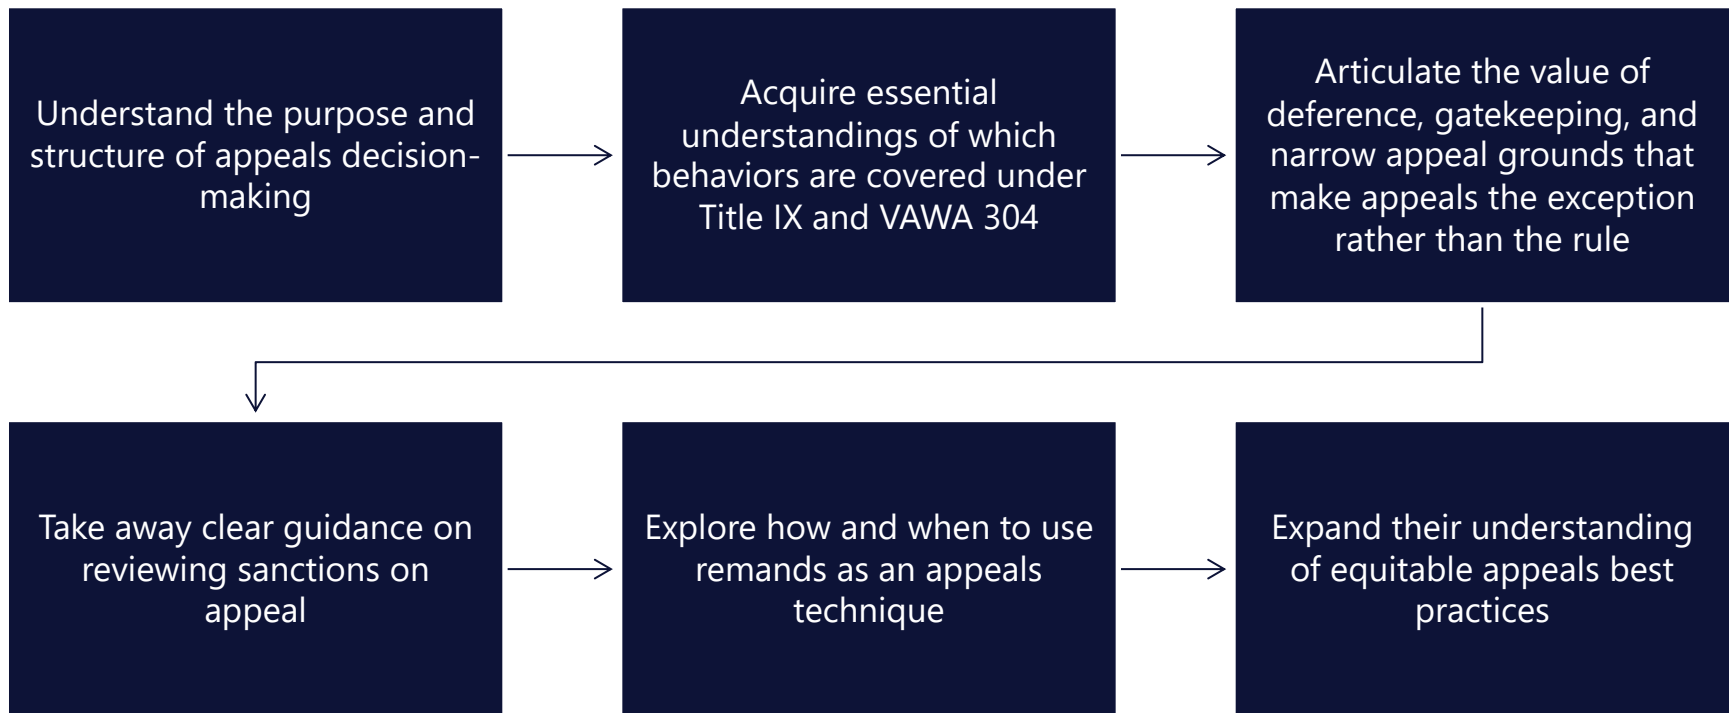 Understand the purpose and
structure of appeals decision-
making
Acquire essential
understandings of which
behaviors are covered under
Title IX and VAWA 304
Articulate the value of
deference, gatekeeping, and
narrow appeal grounds that
make appeals the exception
rather than the rule
Take away clear guidance on
reviewing sanctions on
appeal
Explore how and when to use
remands as an appeals
technique
Expand their understanding
of equitable appeals best
practices